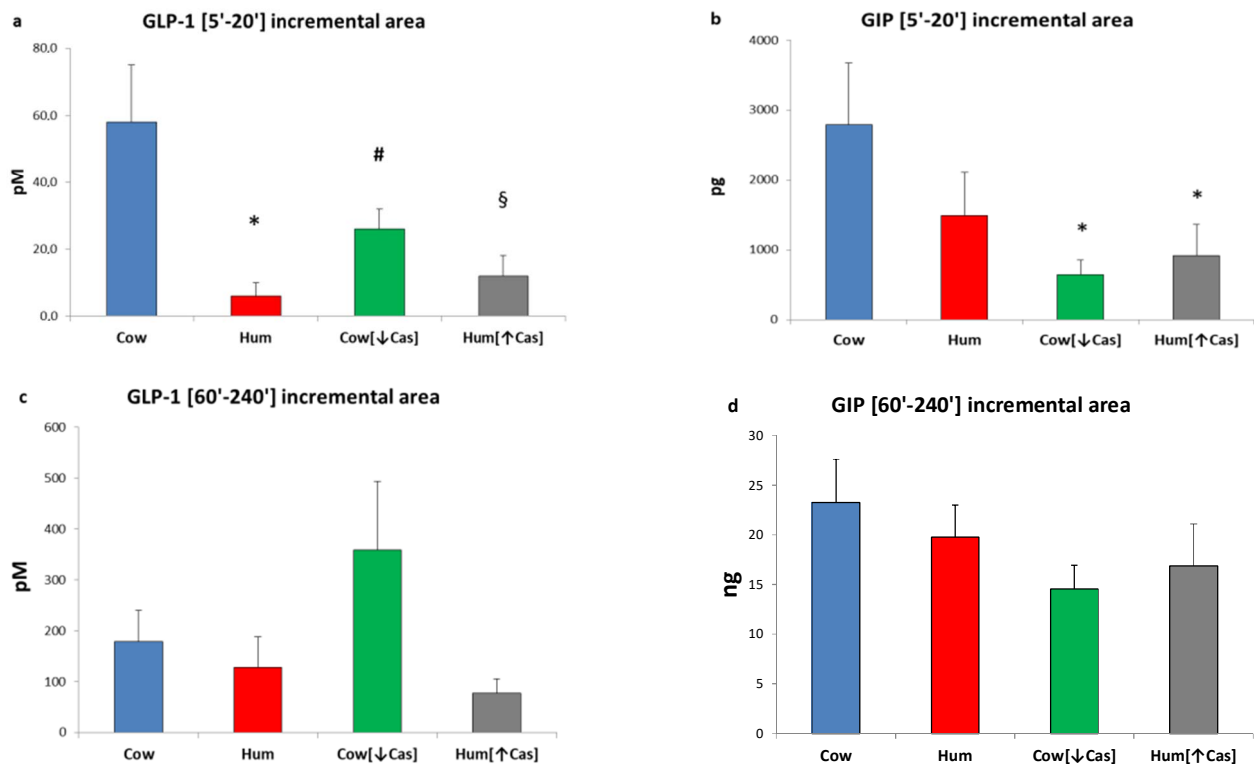 a
GLP-1 [5'-20'] incremental area
80,0
60,0
40,0
20,0
0,0
pM
*
#
§
Cow Hum Cow[↓Cas] Hum[↑Cas]
b
GIP [5'-20'] incremental area
4000
3000
2000
1000
0
pg
*
*
Cow Hum Cow[↓Cas] Hum[↑Cas]
c
GLP-1 [60'-240'] incremental area
600
500
400
300
200
100
0
pM
Cow Hum Cow[↓Cas] Hum[↑Cas]
d
GIP [60'-240'] incremental area
30
25
20
15
10
5
0
ng
Cow Hum Cow[↓Cas] Hum[↑Cas]